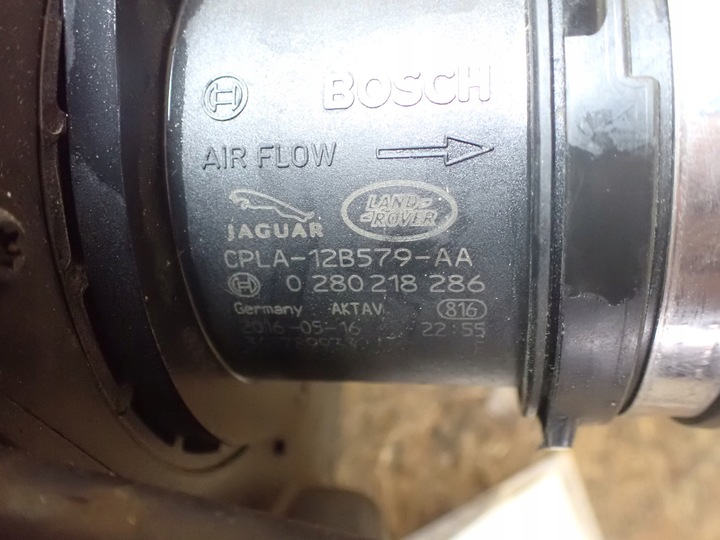 BOSCH
AIR FLOW
JAGUAR LAND ROVER
CPLA-12B579-AA
0 280 218 286
Germany AKTAV 816
2016-05-16 22:55